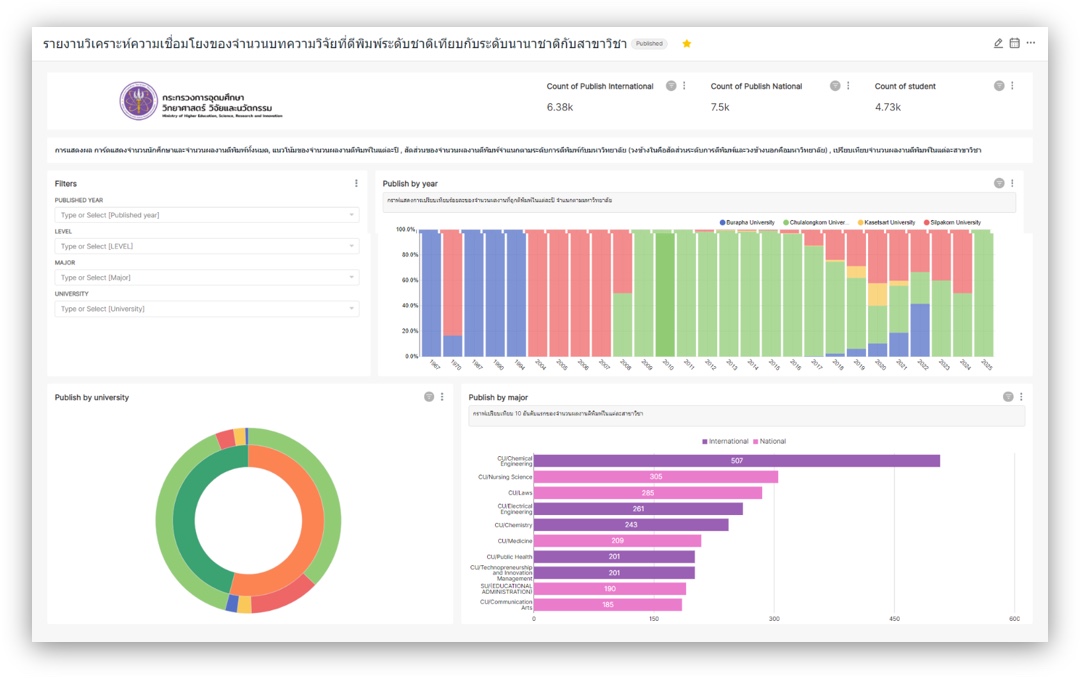 รายงานวิเคราะห์ความเชื่อมโยงของจำนวนบทความวิจัยที่ตีพิมพ์ระดับชาติเทียบกับระดับนานาชาติกับสาขาวิชา Published
กระทรวงการอุดมศึกษา
วิทยาศาสตร์ วิจัยและนวัตกรรม
Ministry of Higher Education, Science, Research and Innovation
Count of Publish International
6.38k
Count of Publish National
7.5k
Count of student
4.73k
การแสดงผล การ์ดแสดงจำนวนนักศึกษาและจำนวนผลงานตีพิมพ์ทั้งหมด, แนวโน้มของจำนวนผลงานตีพิมพ์ในแต่ละปี , สัดส่วนของจำนวนผลงานตีพิมพ์จำแนกตามระดับการตีพิมพ์กับมหาวิทยาลัย (วงข้างในคือสัดส่วนระดับการตีพิมพ์และวงข้างนอกคือมหาวิทยาลัย) , เปรียบเทียบจำนวนผลงานตีพิมพ์ในแต่ละสาขาวิชา
Filters
PUBLISHED YEAR
Type or Select [Published year]
LEVEL
Type or Select [LEVEL]
MAJOR
Type or Select [Major]
UNIVERSITY
Type or Select [University]
Publish by year
กราฟแสดงการเปรียบเทียบร้อยละของจำนวนผลงานที่ถูกตีพิมพ์ในแต่ละปี จำแนกตามมหาวิทยาลัย
Burapha University Chulalongkorn Univer... Kasetsart University Silpakorn University
100.0%
80.0%
60.0%
40.0%
20.0%
0.0%
1967 1970 1987 1990 1994 2004 2005 2006 2007 2008 2009 2010 2011 2012 2013 2014 2015 2016 2017 2018 2019 2020 2021 2022 2023 2024 2025
Publish by university
Publish by major
กราฟเปรียบเทียบ 10 อันดับแรกของจำนวนผลงานตีพิมพ์ในแต่ละสาขาวิชา
International National
CU/Chemical
Engineering
507
CU/Nursing Science
305
CU/Laws
285
CU/Electrical
Engineering
261
CU/Chemistry
243
CU/Medicine
209
CU/Public Health
201
CU/Technopreneurship
and Innovation
Management
201
SU/(EDUCATIONAL
ADMINISTRATION)
190
CU/Communication
Arts
185
0 150 300 450 600